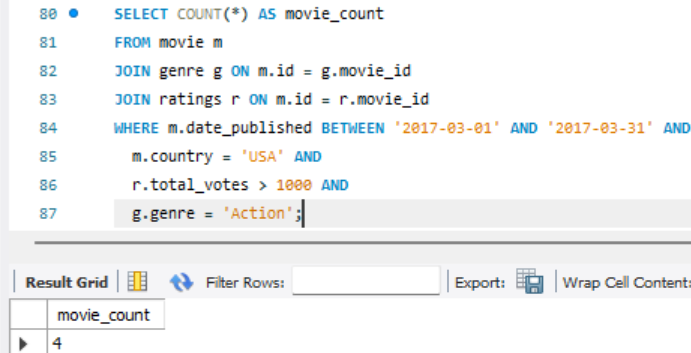 80 SELECT COUNT(*) AS movie_count
81 FROM movie m
82 JOIN genre g ON m.id = g.movie_id
83 JOIN ratings r ON m.id = r.movie_id
84 WHERE m.date_published BETWEEN '2017-03-01' AND '2017-03-31' AND
85 m.country = 'USA' AND
86 r.total_votes > 1000 AND
87 g.genre = 'Action';
Result Grid Filter Rows: Export: Wrap Cell Content:
movie_count
4